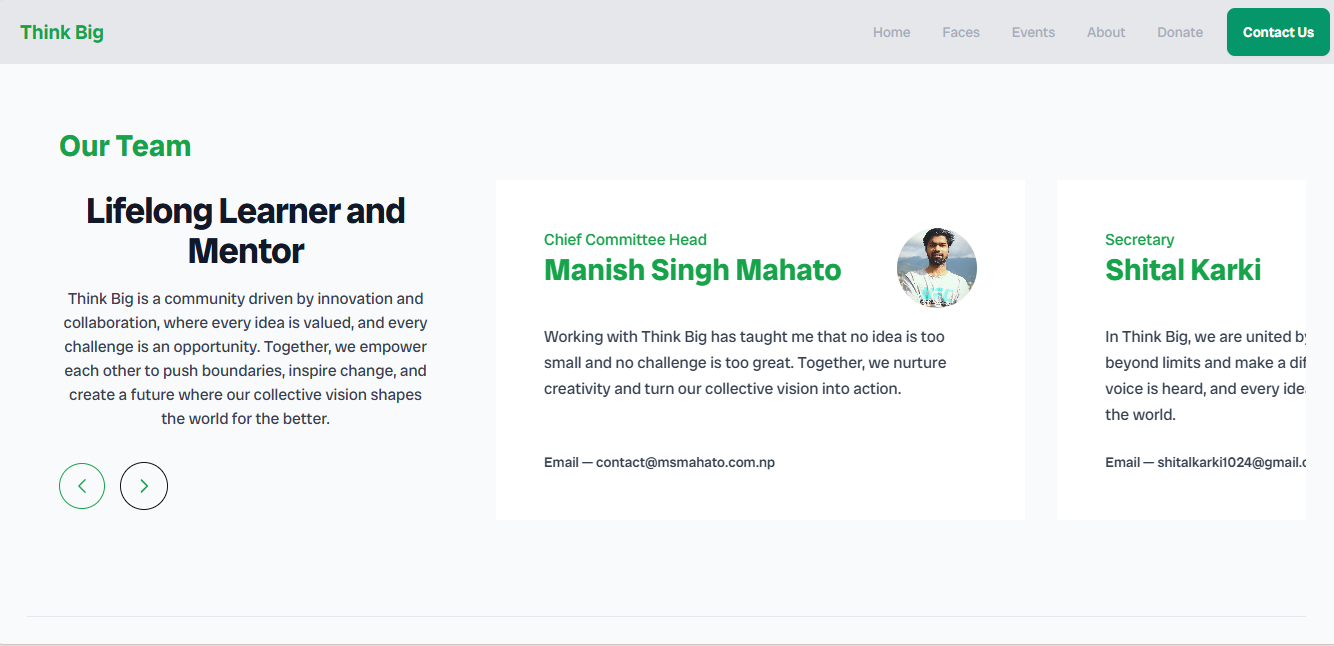 Think Big
Home Faces Events About Donate Contact Us
Our Team
Lifelong Learner and
Mentor
Think Big is a community driven by innovation and
collaboration, where every idea is valued, and every
challenge is an opportunity. Together, we empower
each other to push boundaries, inspire change, and
create a future where our collective vision shapes
the world for the better.
Chief Committee Head
Manish Singh Mahato
Working with Think Big has taught me that no idea is too
small and no challenge is too great. Together, we nurture
creativity and turn our collective vision into action.
Email — contact@msmahato.com.np
Secretary
Shital Karki
In Think Big, we are united by
beyond limits and make a dif
voice is heard, and every idea
the world.
Email — shitalkarki1024@gmail.c